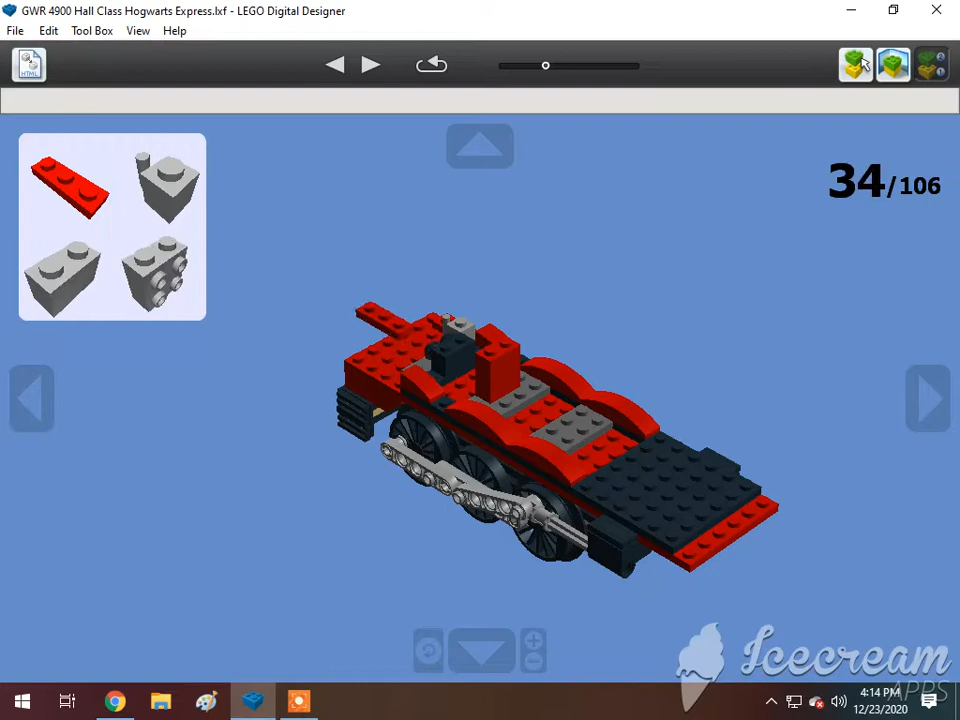 GWR 4900 Hall Class Hogwarts Express.lxf - LEGO Digital Designer
File Edit Tool Box View Help
HTML
34/106
Icecream
APPS
4:14 PM
12/23/2020